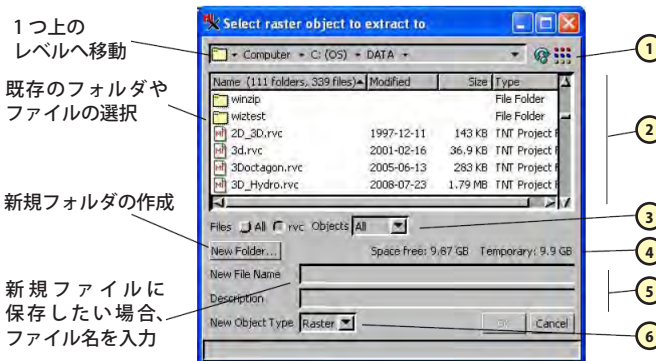 Select raster object to extract to
1 つ上の
レベルへ移動
Computer C: (OS) DATA
1
既存のフォルダや
ファイルの選択
Name (111 folders, 339 files) Modified Size Type
winzip File Folder
wiztest File Folder
2D_3D.rvc 1997-12-11 143 KB TNT Project F
3d.rvc 2001-02-16 36.9 KB TNT Project F
3Doctagon.rvc 2005-06-13 283 KB TNT Project F
3D_Hydro.rvc 2008-07-23 1.79 MB TNT Project F
2
新規フォルダの作成
Files All rvc Objects All
3
New Folder... Space free: 9.87 GB Temporary: 9.9 GB
4
新規ファイルに
保存したい場合、
ファイル名を入力
New File Name
Description
5
New Object Type Raster OK Cancel
6